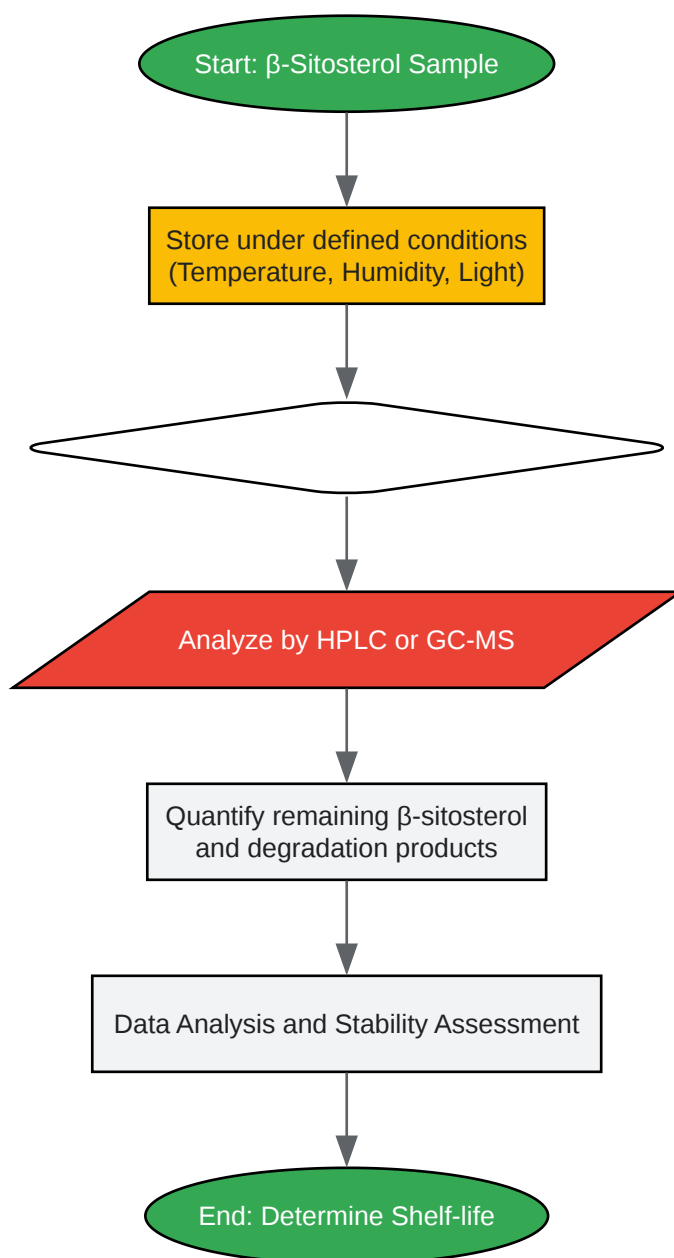 Start: β-Sitosterol Sample
Store under defined conditions
(Temperature, Humidity, Light)
Analyze by HPLC or GC-MS
Quantify remaining β-sitosterol
and degradation products
Data Analysis and Stability Assessment
End: Determine Shelf-life